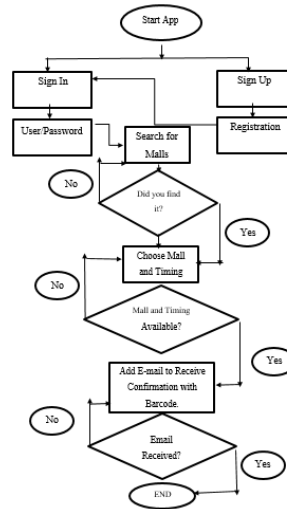 Start App
Sign In
Sign Up
User/Password
Search for
Malls
Registration
No
Did you find
it?
Yes
Choose Mall
and Timing
No
Mall and Timing
Available?
Yes
Add E-mail to Receive
Confirmation with
Barcode.
No
Email
Received?
Yes
END